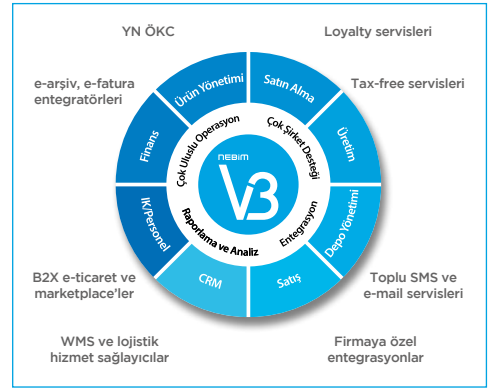 YN ÖKC
Loyalty servisleri
e-arşiv, e-fatura
entegratörleri
Tax-free servisleri
Ürün Yönetimi
Satın Alma
Finans
Üretim
Çok Uluslu Operasyon
Çok Şirket Desteği
NEBIM
V3
IK/Personel
Depo Yönetimi
Raporlama ve Analiz
Entegrasyon
CRM
Satış
B2X e-ticaret ve
marketplace’ler
Toplu SMS ve
e-mail servisleri
WMS ve lojistik
hizmet sağlayıcılar
Firmaya özel
entegrasyonlar